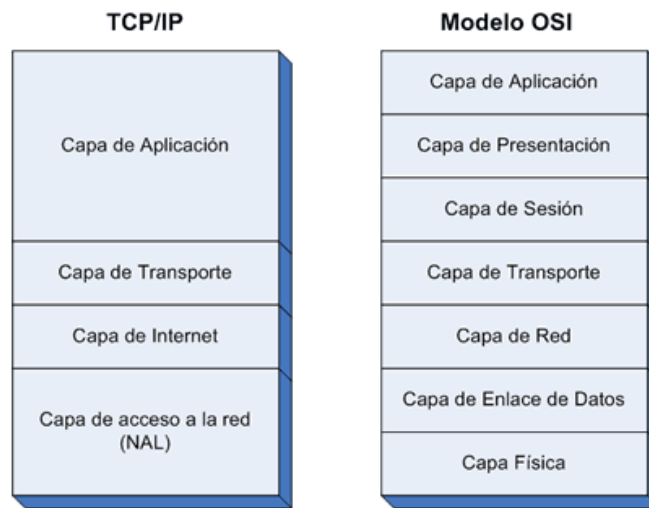 TCP/IP
Capa de Aplicación
Capa de Transporte
Capa de Internet
Capa de acceso a la red
(NAL)
Modelo OSI
Capa de Aplicación
Capa de Presentación
Capa de Sesión
Capa de Transporte
Capa de Red
Capa de Enlace de Datos
Capa Física